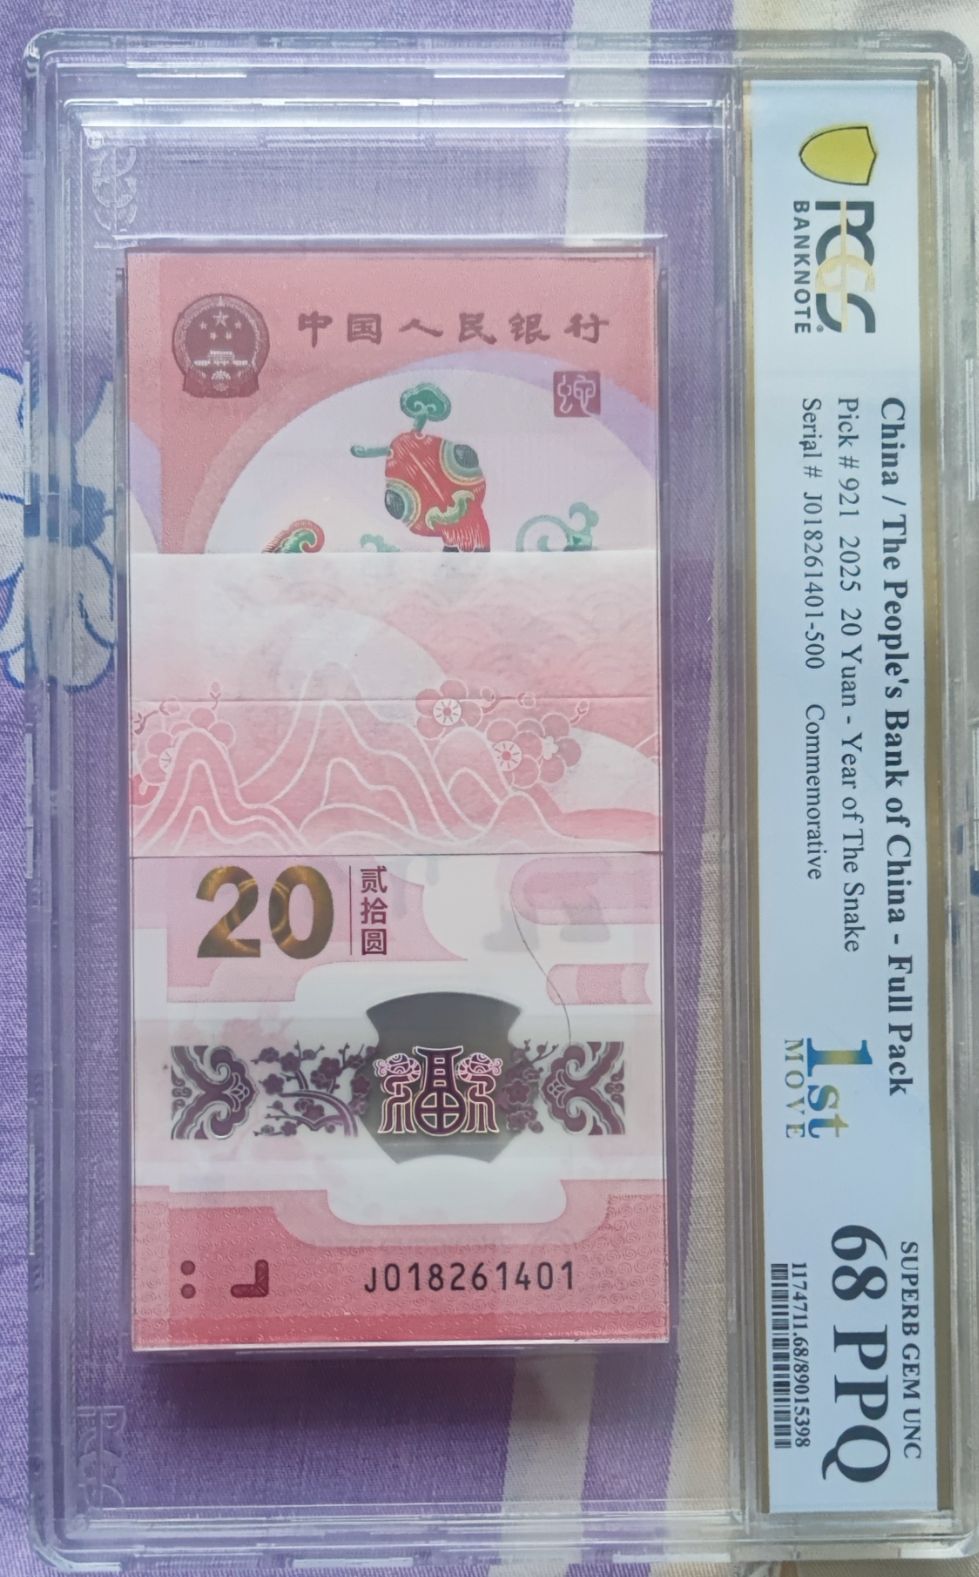 中国人民银行
蛇
20
贰拾圆
J018261401
PCGS
BANKNOTE
China / The People's Bank of China - Full Pack
Pick # 921 2025 20 Yuan - Year of The Snake
Serial # J018261401-500 Commemorative
1st
MOVE
SUPERB GEM UNC
68 PPQ
1174711.68/89015398